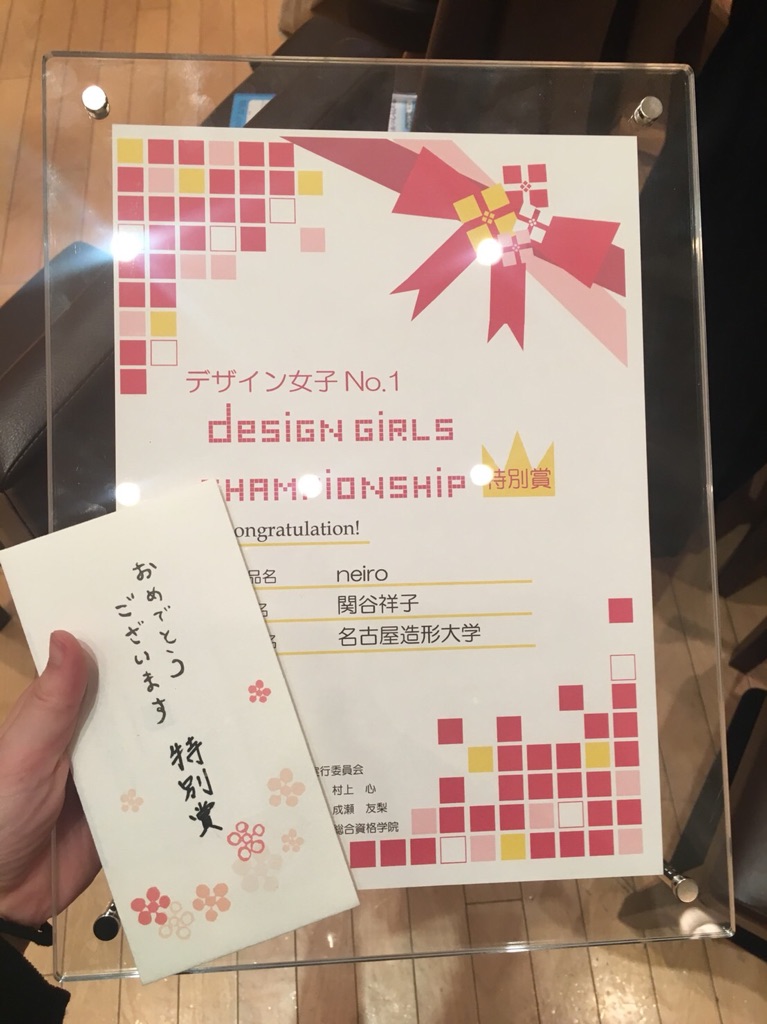 デザイン女子 No.1
design GiRLS
CHAMPiONSHiP
特別賞
ongratulation!
品名 neiro
名 関谷祥子
名 名古屋造形大学
行委員会
村上 心
成瀬 友梨
総合資格学院
おめでとう
ございます
特別賞